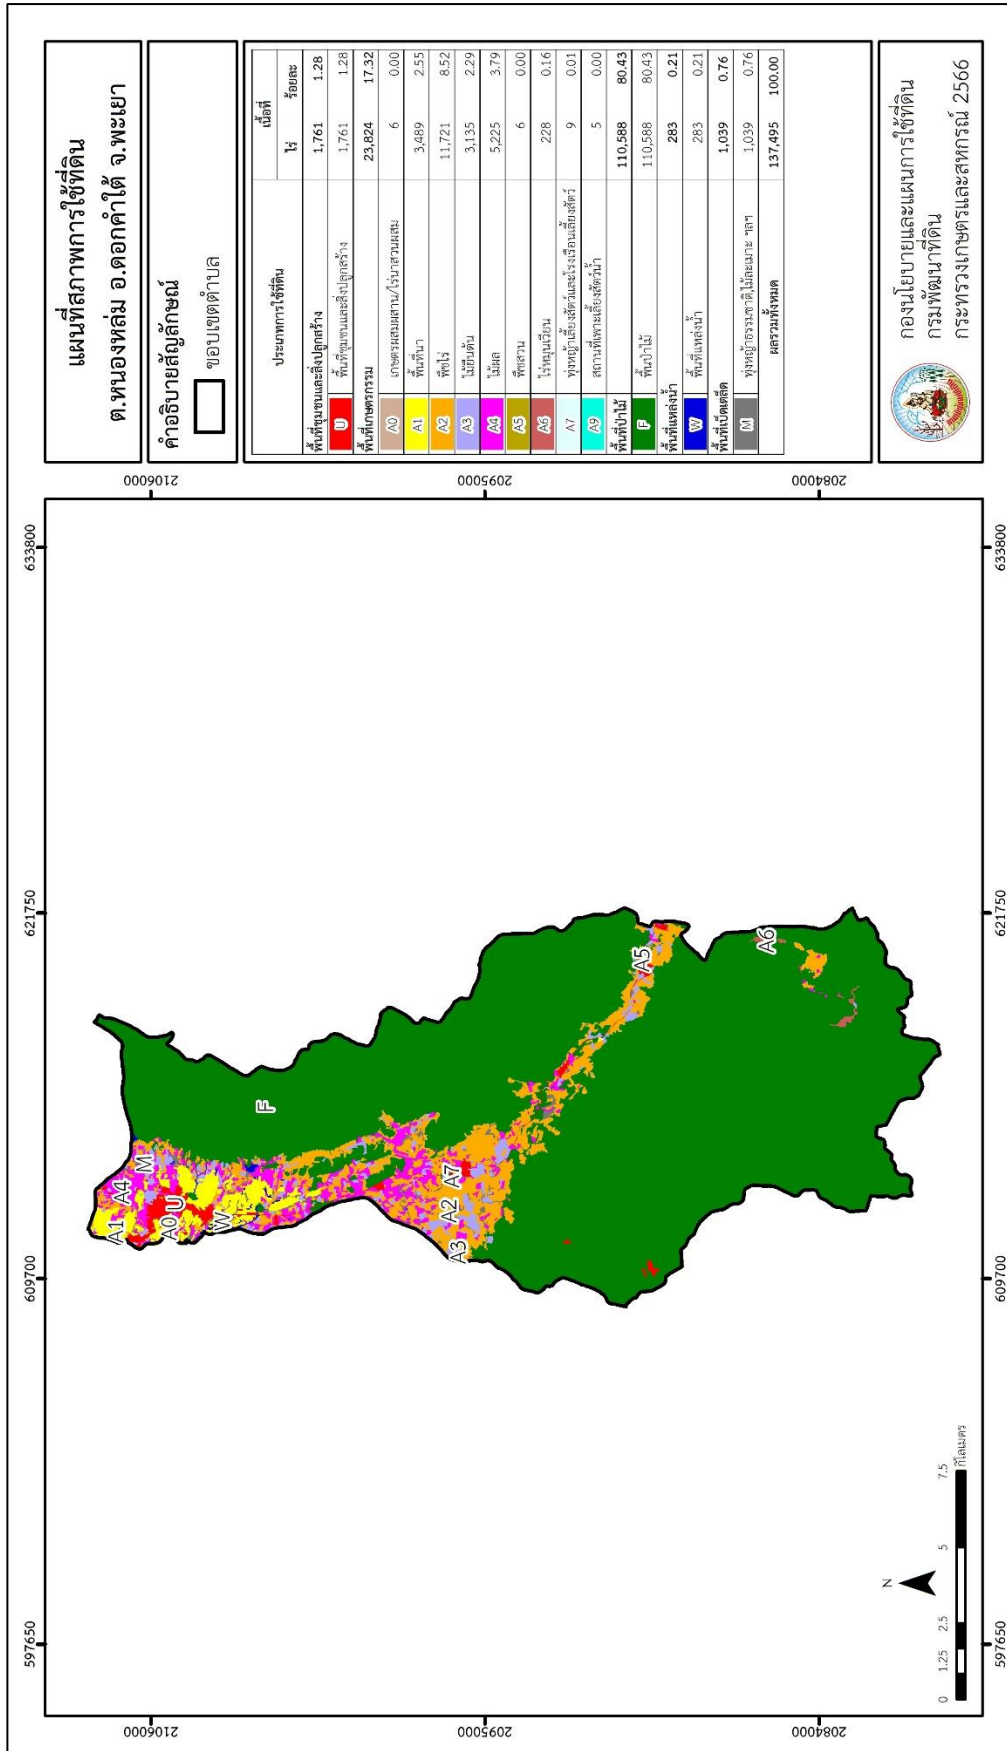 แผนที่สภาพการใช้ที่ดิน
ต.หนองหล่ม อ.ดอกคำใต้ จ.พะเยา
คำอธิบายสัญลักษณ์
ขอบเขตตำบล
ประเภทการใช้ที่ดิน เนื้อที่
ไร่ ร้อยละ
พื้นที่ชุมชนและสิ่งปลูกสร้าง 1,761 1.28
U พื้นที่ชุมชนและสิ่งปลูกสร้าง 1,761 1.28
พื้นที่เกษตรกรรม 23,824 17.32
A0 เกษตรผสมผสาน/ไร่นาสวนผสม 6 0.00
A1 พื้นที่นา 3,489 2.55
A2 พืชไร่ 11,721 8.52
A3 ไม้ยืนต้น 3,135 2.29
A4 ไม้ผล 5,225 3.79
A5 พืชสวน 6 0.00
A6 ไร่หมุนเวียน 228 0.16
A7 ทุ่งหญ้าเลี้ยงสัตว์และโรงเรือนเลี้ยงสัตว์ 9 0.01
A9 สถานที่เพาะเลี้ยงสัตว์น้ำ 5 0.00
พื้นที่ป่าไม้ 110,588 80.43
F พื้นป่าไม้ 110,588 80.43
พื้นที่แหล่งน้ำ 283 0.21
W พื้นที่แหล่งน้ำ 283 0.21
พื้นที่เบ็ดเตล็ด 1,039 0.76
M ทุ่งหญ้าธรรมชาติ,ไม้ละเมาะ ฯลฯ 1,039 0.76
ผลรวมทั้งหมด 137,495 100.00
กองนโยบายและแผนการใช้ที่ดิน
กรมพัฒนาที่ดิน
กระทรวงเกษตรและสหกรณ์ 2566
597650 609700 621750 633800
2106000 2106000
2095000 2095000
2084000 2084000
A1 A4 M
A0 U
W
F
A3 A2 A7
A5
A6
N
0 1.25 2.5 5 7.5
กิโลเมตร
597650 609700 621750 633800